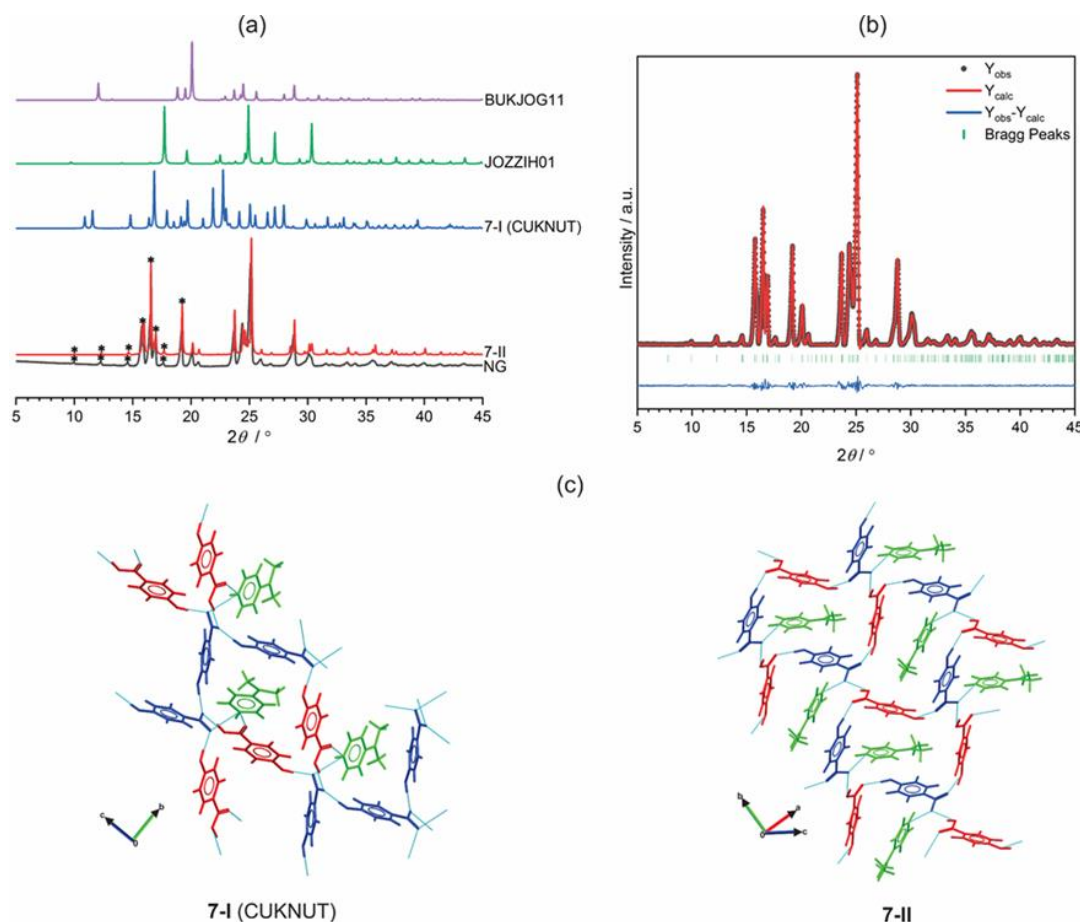 (a)
BUKJOG11
JOZZIH01
7-I (CUKNUT)
* * * * * * * * *
7-II
NG
5 10 15 20 25 30 35 40 45
2θ / °
(b)
Y_obs
Y_calc
Y_obs-Y_calc
Bragg Peaks
Intensity / a.u.
5 10 15 20 25 30 35 40 45
2θ / °
(c)
c b 0
b a 0 c
7-I (CUKNUT)
7-II